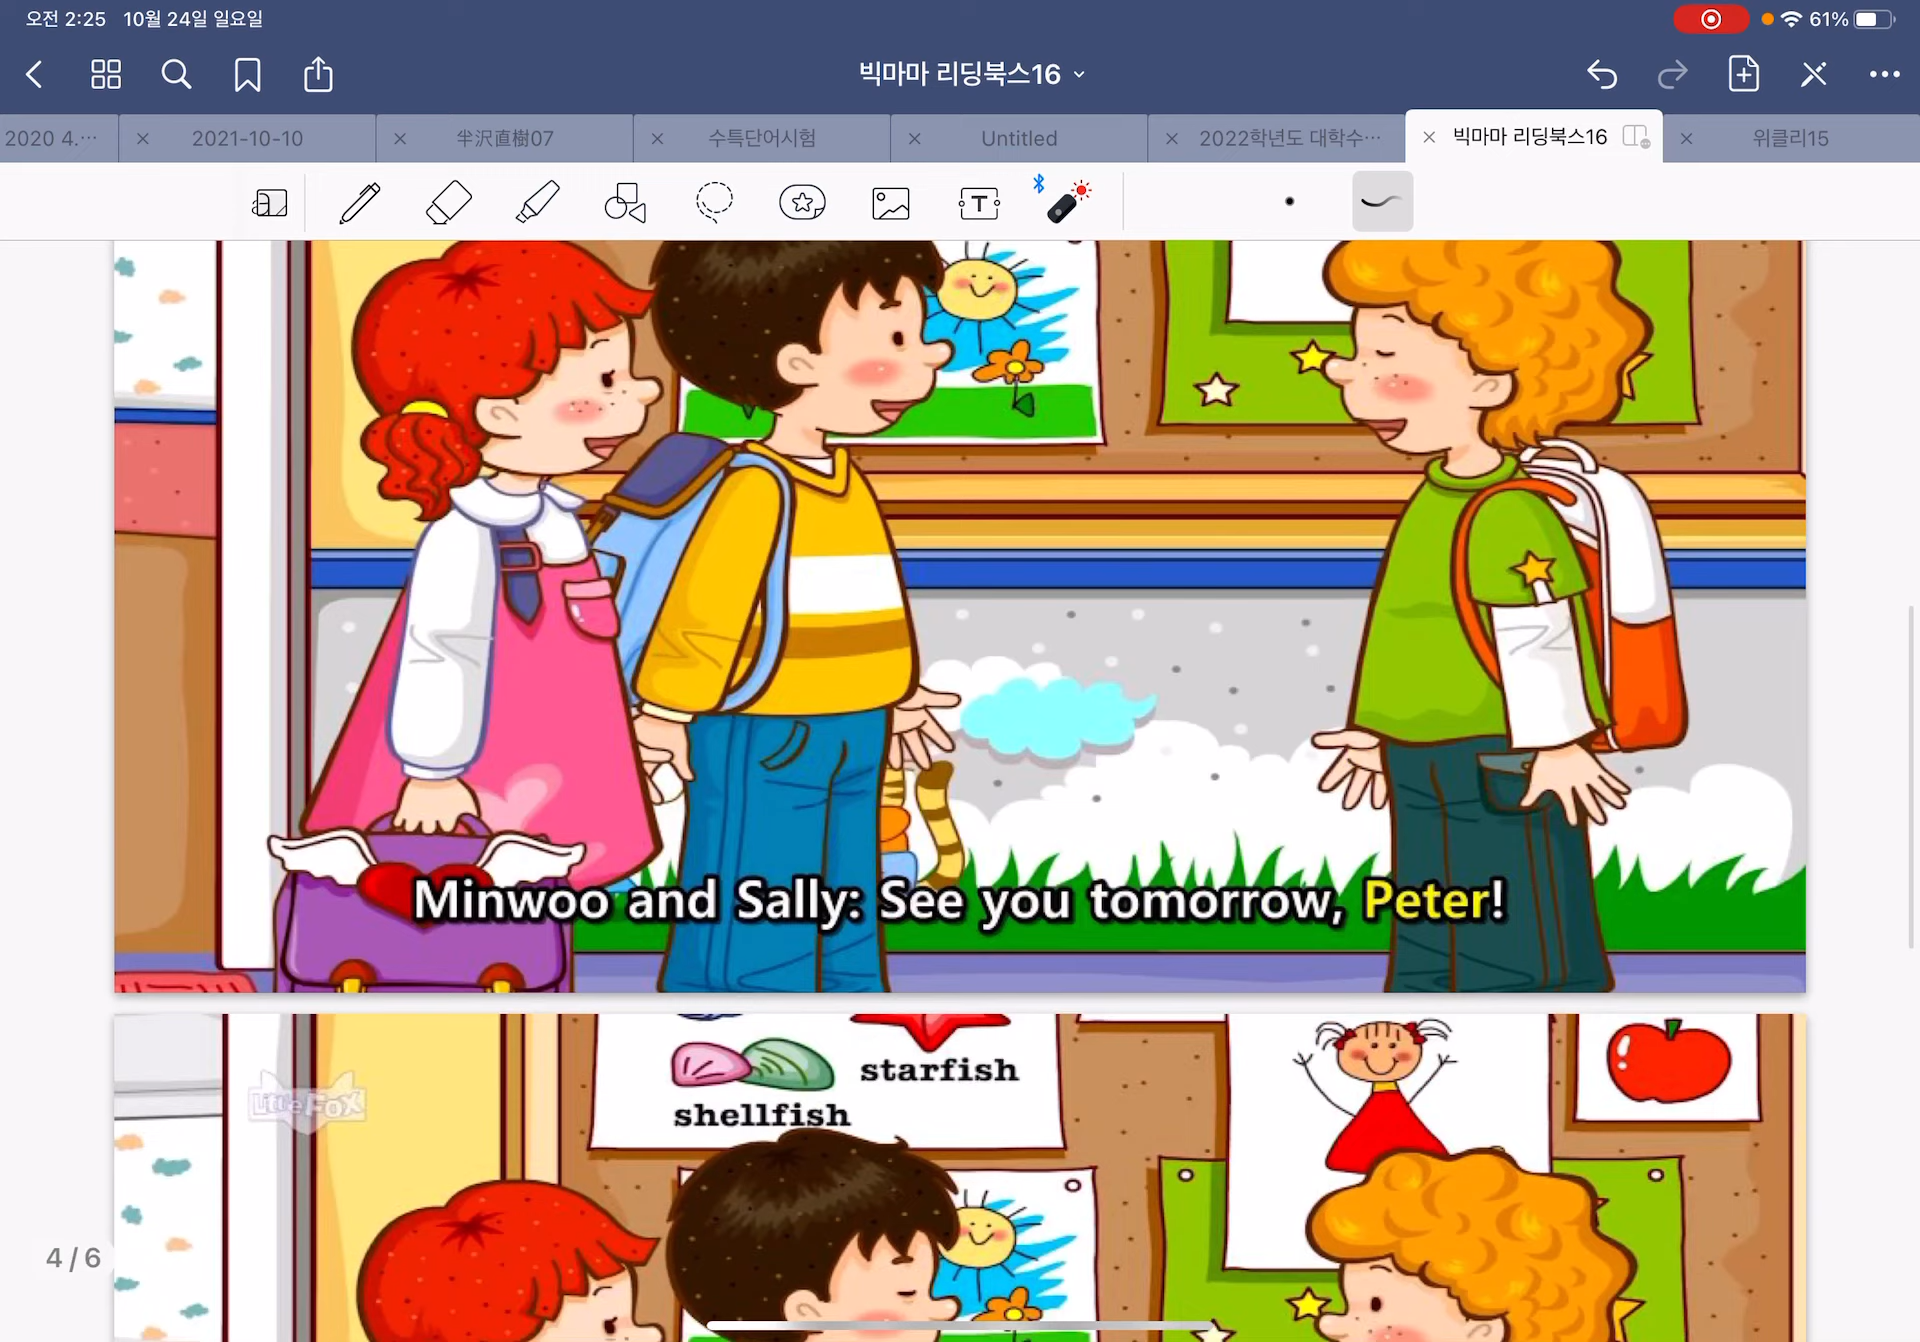 오전 2:25 10월 24일 일요일
61%
빅마마 리딩북스16
2020 4.…
2021-10-10
半沢直樹07
수특단어시험
Untitled
2022학년도 대학수…
빅마마 리딩북스16
위클리15
Minwoo and Sally: See you tomorrow, Peter!
starfish
shellfish
Little Fox
4 / 6